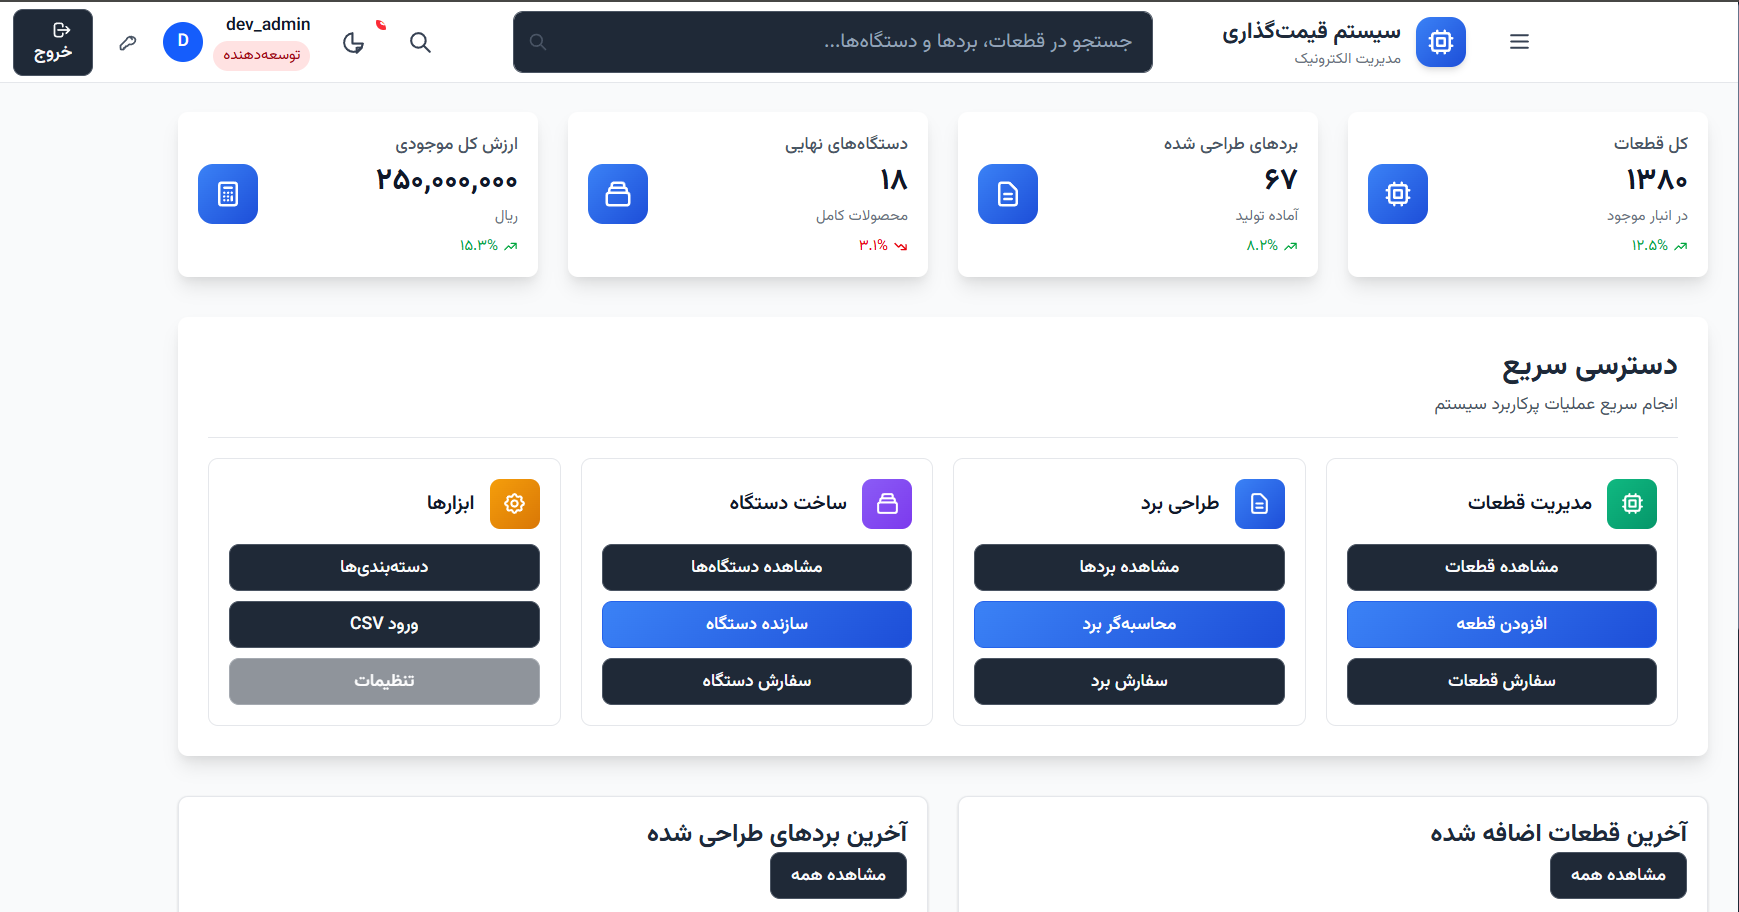 سیستم قیمت‌گذاری
مدیریت الکترونیک
جستجو در قطعات، بردها و دستگاه‌ها...
dev_admin
توسعه‌دهنده
D
خروج
کل قطعات
۱۳۸۰
در انبار موجود
۱۲.۵%
بردهای طراحی شده
۶۷
آماده تولید
۸.۲%
دستگاه‌های نهایی
۱۸
محصولات کامل
۳.۱%
ارزش کل موجودی
۲۵۰,۰۰۰,۰۰۰
ریال
۱۵.۳%
دسترسی سریع
انجام سریع عملیات پرکاربرد سیستم
مدیریت قطعات
مشاهده قطعات
افزودن قطعه
سفارش قطعات
طراحی برد
مشاهده بردها
محاسبه‌گر برد
سفارش برد
ساخت دستگاه
مشاهده دستگاه‌ها
سازنده دستگاه
سفارش دستگاه
ابزارها
دسته‌بندی‌ها
ورود CSV
تنظیمات
آخرین قطعات اضافه شده
مشاهده همه
آخرین بردهای طراحی شده
مشاهده همه